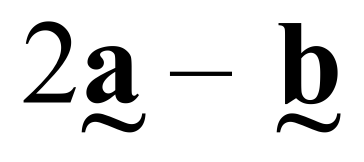 2a̰ – b̰